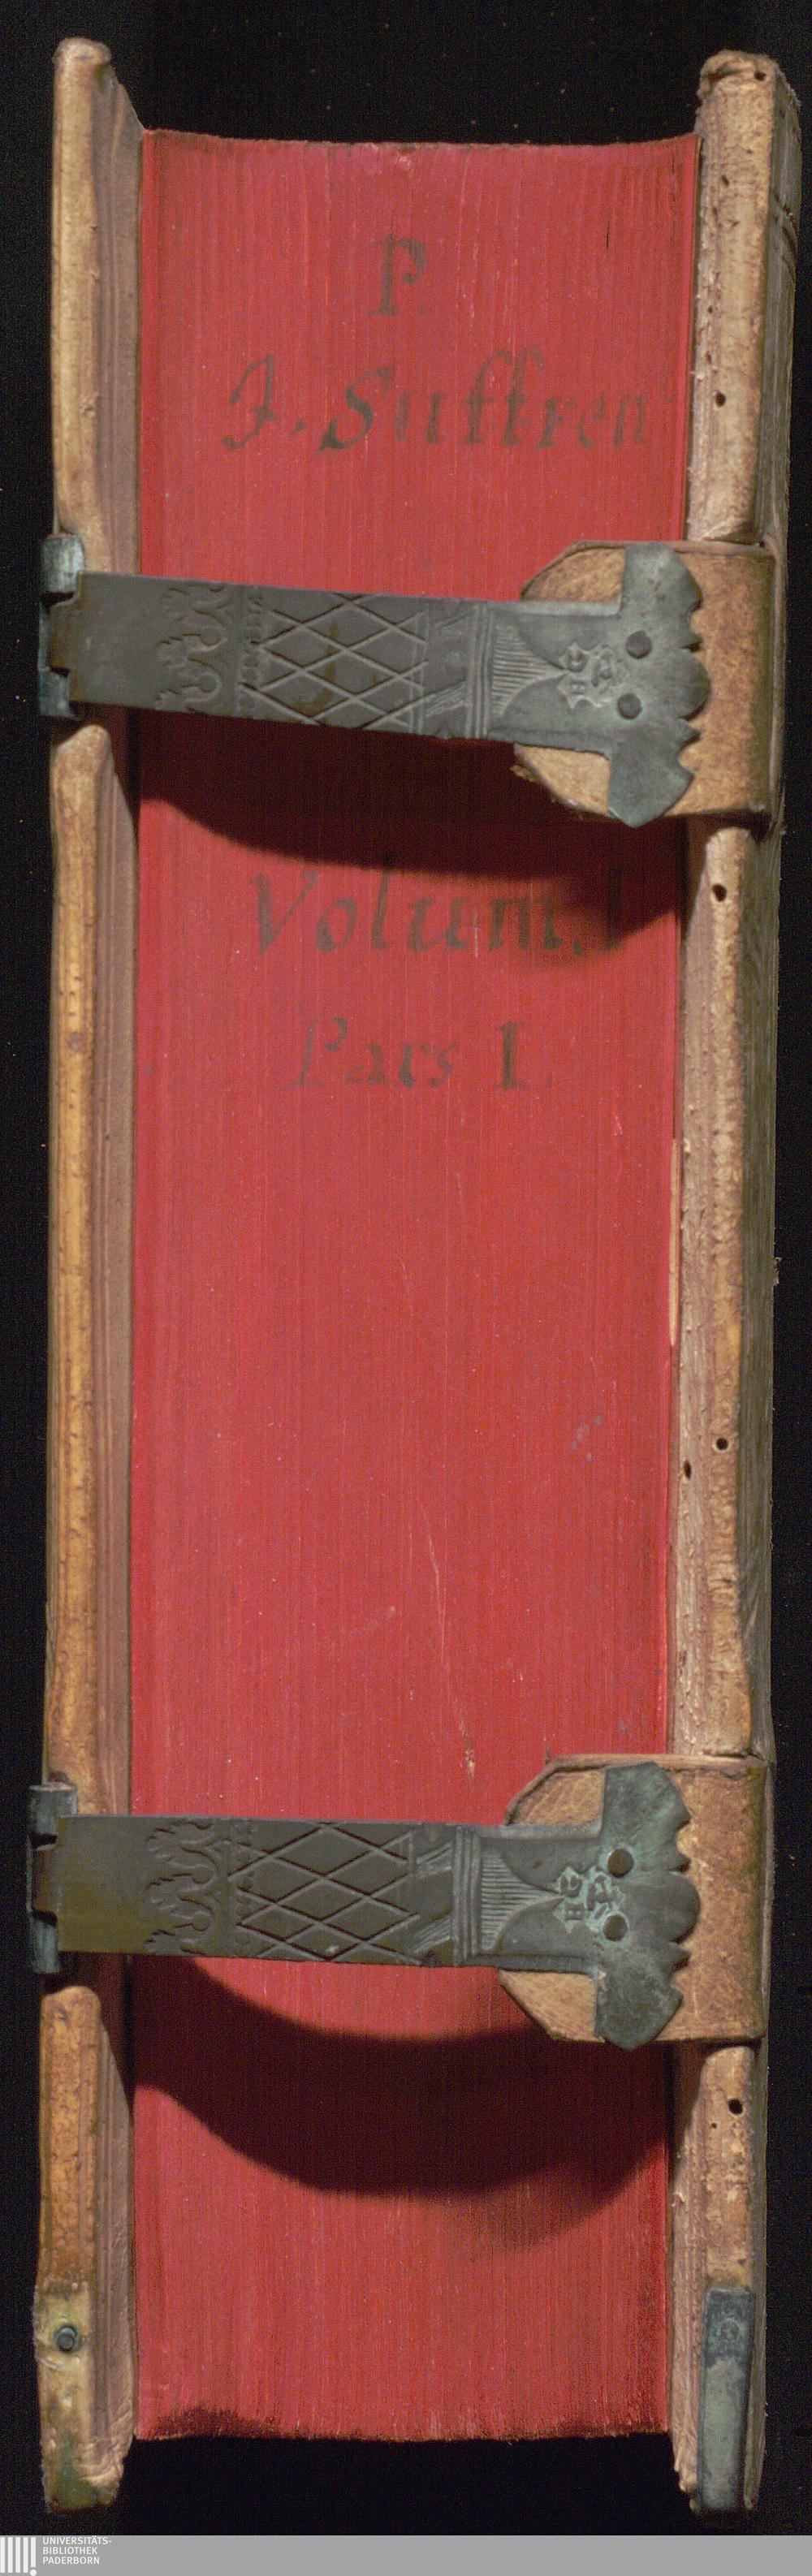 P.
J. Suffren
Volum. I
Pars I.
UNIVERSITÄTS-
BIBLIOTHEK
PADERBORN